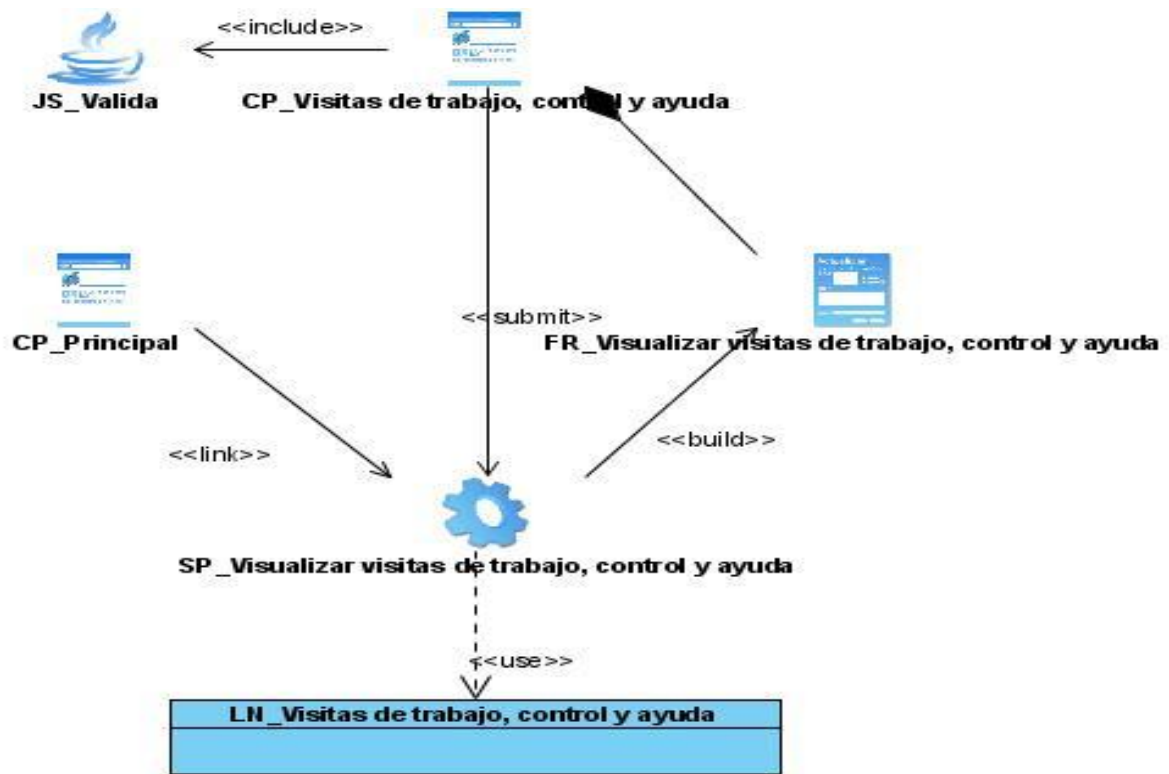 <<include>>
JS_Valida
CP_Visitas de trabajo, control y ayuda
CP_Principal
<<submit>>
FR_Visualizar visitas de trabajo, control y ayuda
<<link>>
<<build>>
SP_Visualizar visitas de trabajo, control y ayuda
<<use>>
LN_Visitas de trabajo, control y ayuda